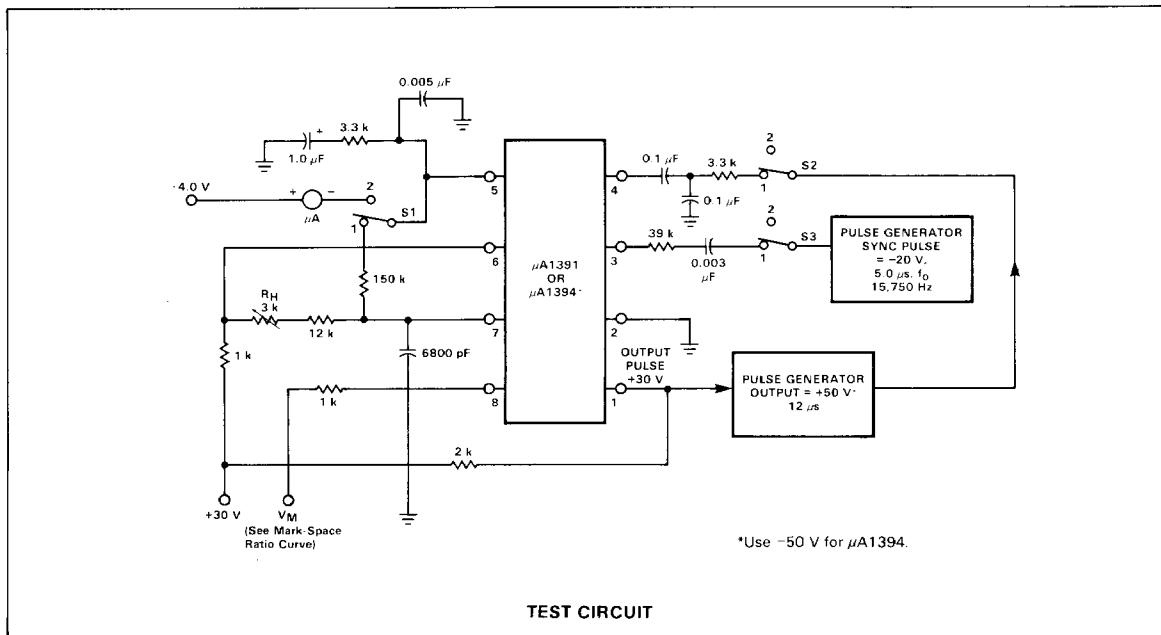 0.005 µF
3.3 k
+
1.0 µF
4.0 V
+ −
µA
2
S1
1
5
6
7
8
150 k
RH
3 k
12 k
1 k
6800 pF
1 k
2 k
+30 V
VM
(See Mark-Space
Ratio Curve)
µA1391
OR
µA1394*
4
3
2
1
0.1 µF
3.3 k
2
S2
1
0.1 µF
39 k
0.003
µF
2
S3
1
PULSE GENERATOR
SYNC PULSE
= −20 V,
5.0 µs, fo
15,750 Hz
OUTPUT
PULSE
+30 V
PULSE GENERATOR
OUTPUT = +50 V*
12 µs
*Use −50 V for µA1394.
TEST CIRCUIT